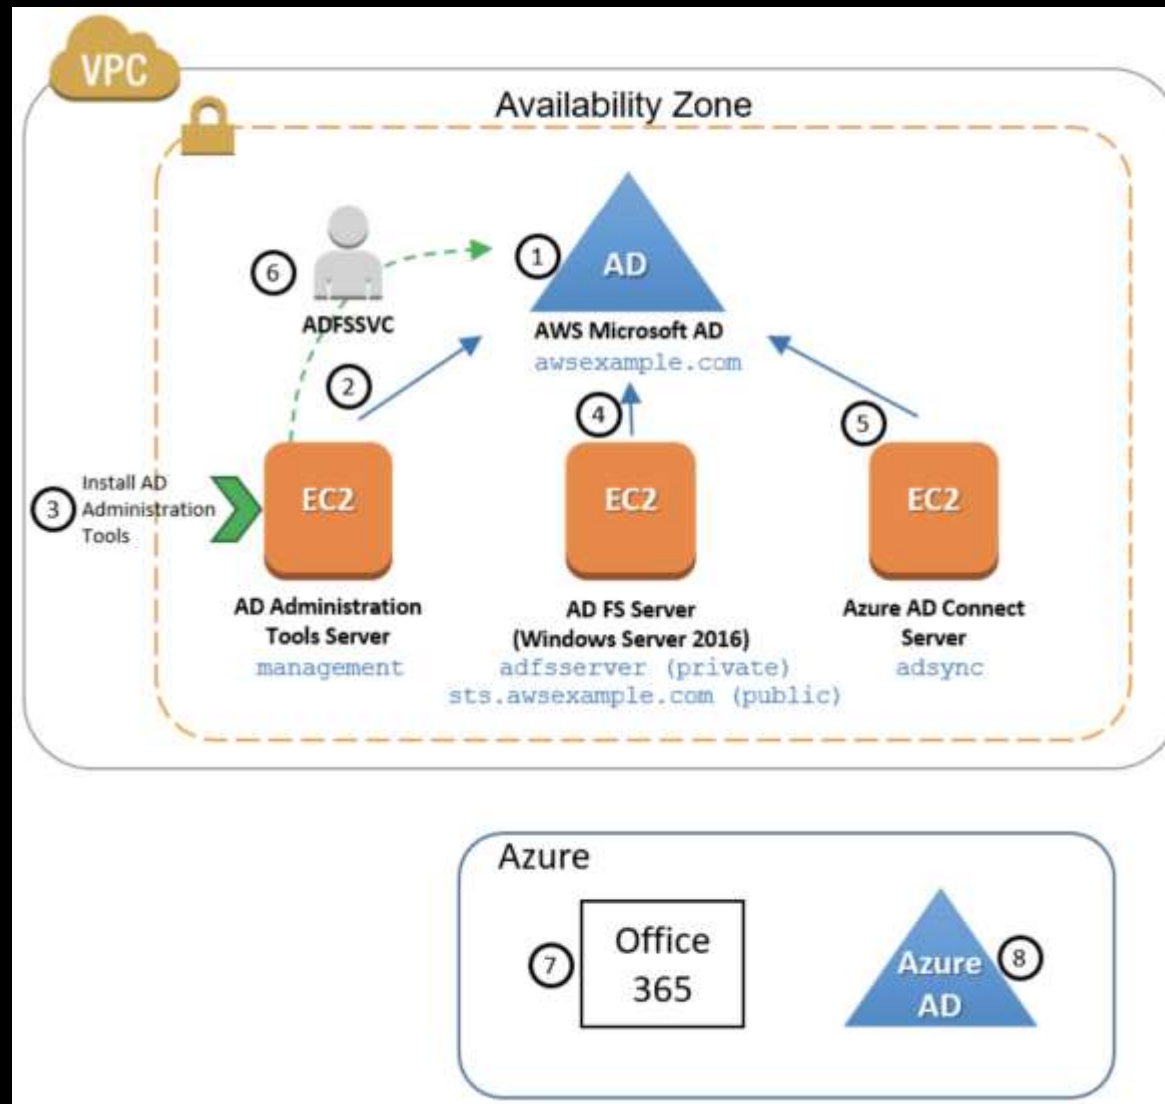 VPC
Availability Zone
6
ADFSSVC
1
AD
AWS Microsoft AD
awsexample.com
2
4
5
3
Install AD
Administration
Tools
EC2
AD Administration
Tools Server
management
EC2
AD FS Server
(Windows Server 2016)
adfsserver (private)
sts.awsexample.com (public)
EC2
Azure AD Connect
Server
adsync
Azure
7
Office
365
Azure
AD
8